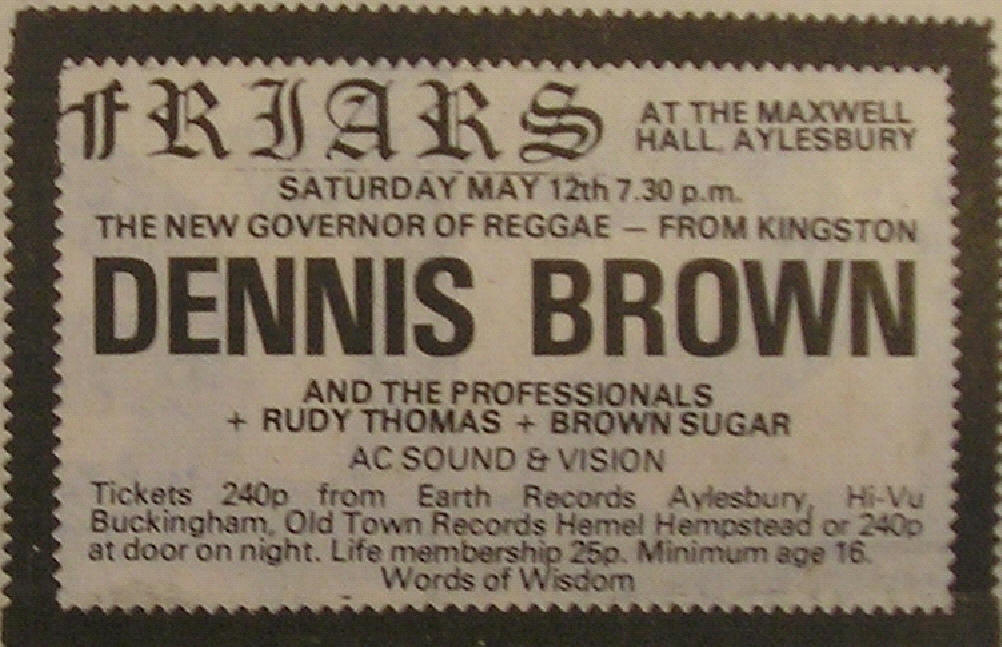 FRIARS
AT THE MAXWELL
HALL, AYLESBURY
SATURDAY MAY 12th 7.30 p.m.
THE NEW GOVERNOR OF REGGAE — FROM KINGSTON
DENNIS BROWN
AND THE PROFESSIONALS
+ RUDY THOMAS + BROWN SUGAR
AC SOUND & VISION
Tickets 240p from Earth Records Aylesbury, Hi-Vu
Buckingham, Old Town Records Hemel Hempstead or 240p
at door on night. Life membership 25p. Minimum age 16.
Words of Wisdom